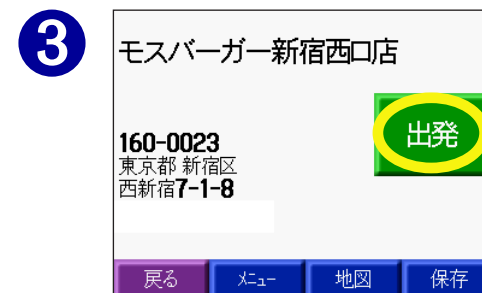 3
モスバーガー新宿西口店
出発
160-0023
東京都 新宿区
西新宿7-1-8
戻る ﾒﾆｭｰ 地図 保存